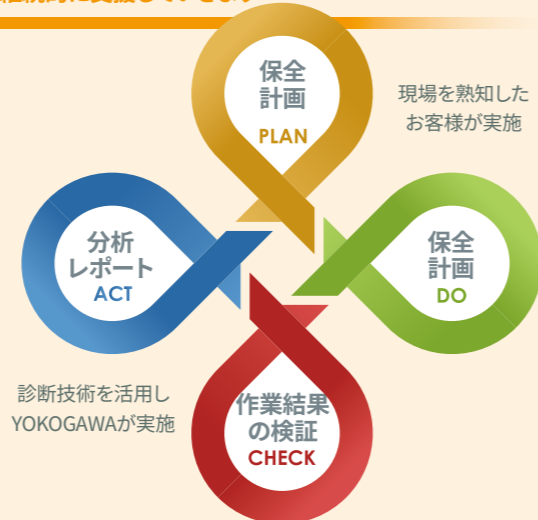 保全
計画
PLAN
現場を熟知した
お客様が実施
分析
レポート
ACT
保全
計画
DO
診断技術を活用し
YOKOGAWAが実施
作業結果
の検証
CHECK